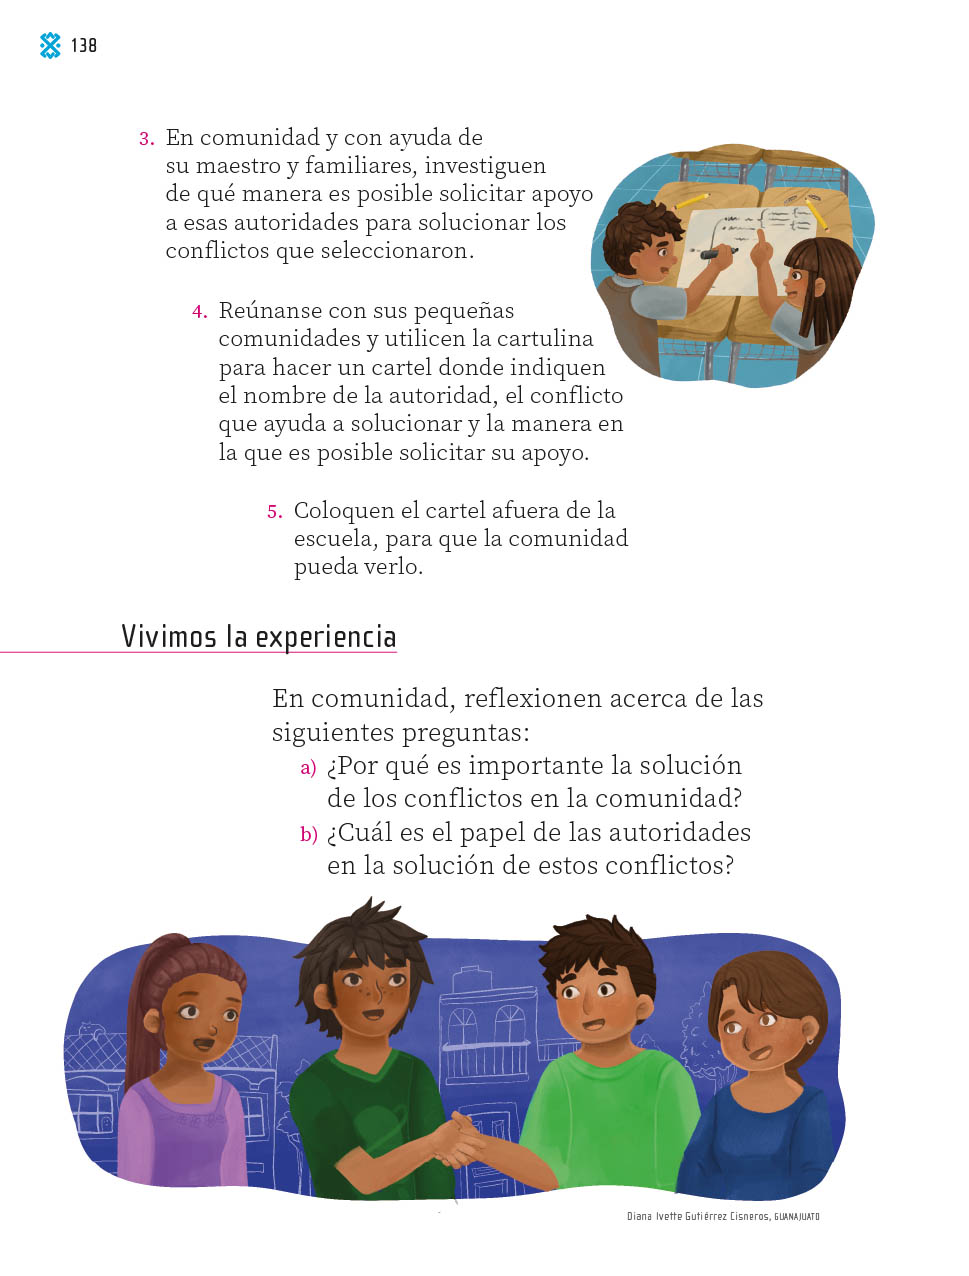 138
3. En comunidad y con ayuda de
su maestro y familiares, investiguen
de qué manera es posible solicitar apoyo
a esas autoridades para solucionar los
conflictos que seleccionaron.
4. Reúnanse con sus pequeñas
comunidades y utilicen la cartulina
para hacer un cartel donde indiquen
el nombre de la autoridad, el conflicto
que ayuda a solucionar y la manera en
la que es posible solicitar su apoyo.
5. Coloquen el cartel afuera de la
escuela, para que la comunidad
pueda verlo.
Vivimos la experiencia
En comunidad, reflexionen acerca de las
siguientes preguntas:
a) ¿Por qué es importante la solución
de los conflictos en la comunidad?
b) ¿Cuál es el papel de las autoridades
en la solución de estos conflictos?
Diana Ivette Gutiérrez Cisneros, GUANAJUATO